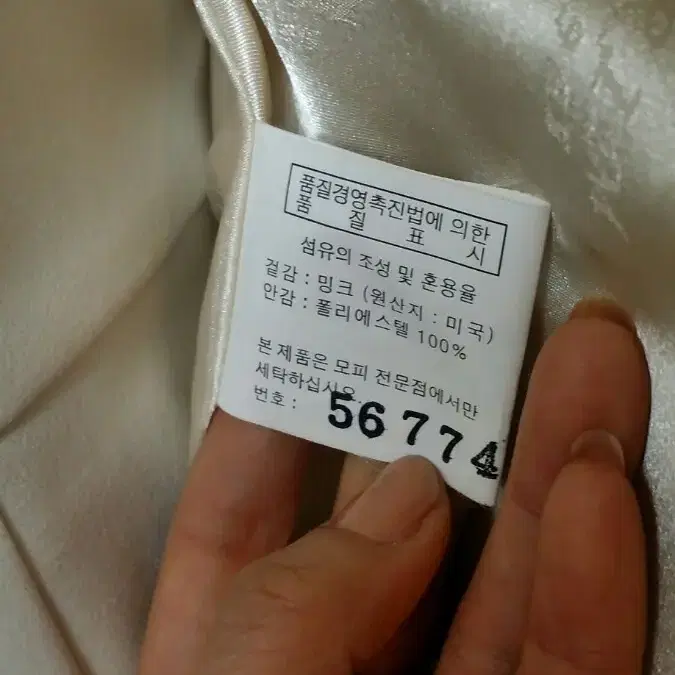 품질경영촉진법에 의한
품 질 표 시
섬유의 조성 및 혼용율
겉감 : 밍크 (원산지 : 미국)
안감 : 폴리에스텔 100%
본 제품은 모피 전문점에서만
세탁하십시요.
번호 : 56774